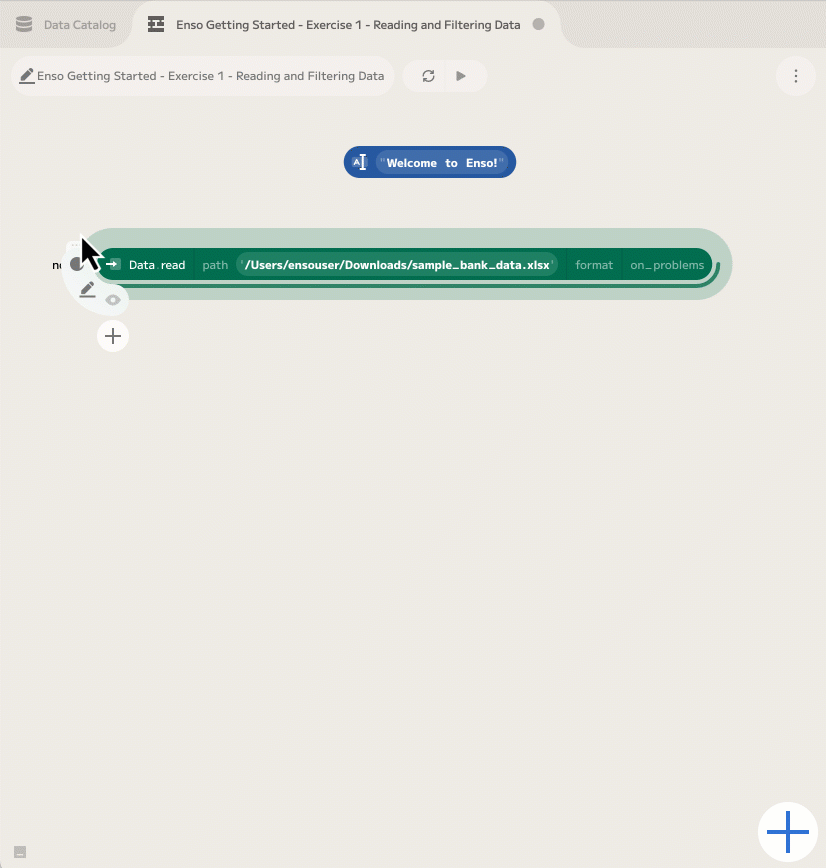 Data Catalog
Enso Getting Started - Exercise 1 - Reading and Filtering Data
Enso Getting Started - Exercise 1 - Reading and Filtering Data
"Welcome to Enso!"
Data read path '/Users/ensouser/Downloads/sample_bank_data.xlsx' format on_problems